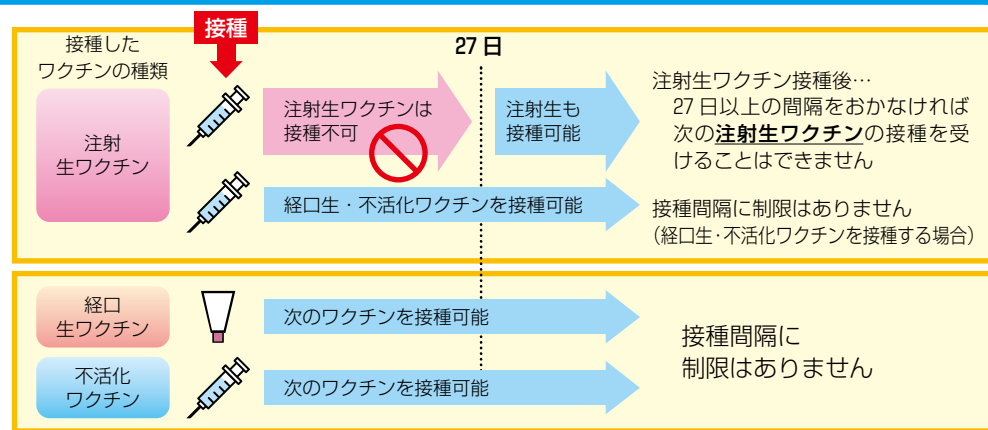 接種した
ワクチンの種類
接種
27日
注射
生ワクチン
注射生ワクチンは
接種不可
注射生も
接種可能
注射生ワクチン接種後…
27日以上の間隔をおかなければ
次の注射生ワクチンの接種を受
けることはできません
経口生・不活化ワクチンを接種可能
接種間隔に制限はありません
（経口生・不活化ワクチンを接種する場合）
経口
生ワクチン
次のワクチンを接種可能
不活化
ワクチン
次のワクチンを接種可能
接種間隔に
制限はありません